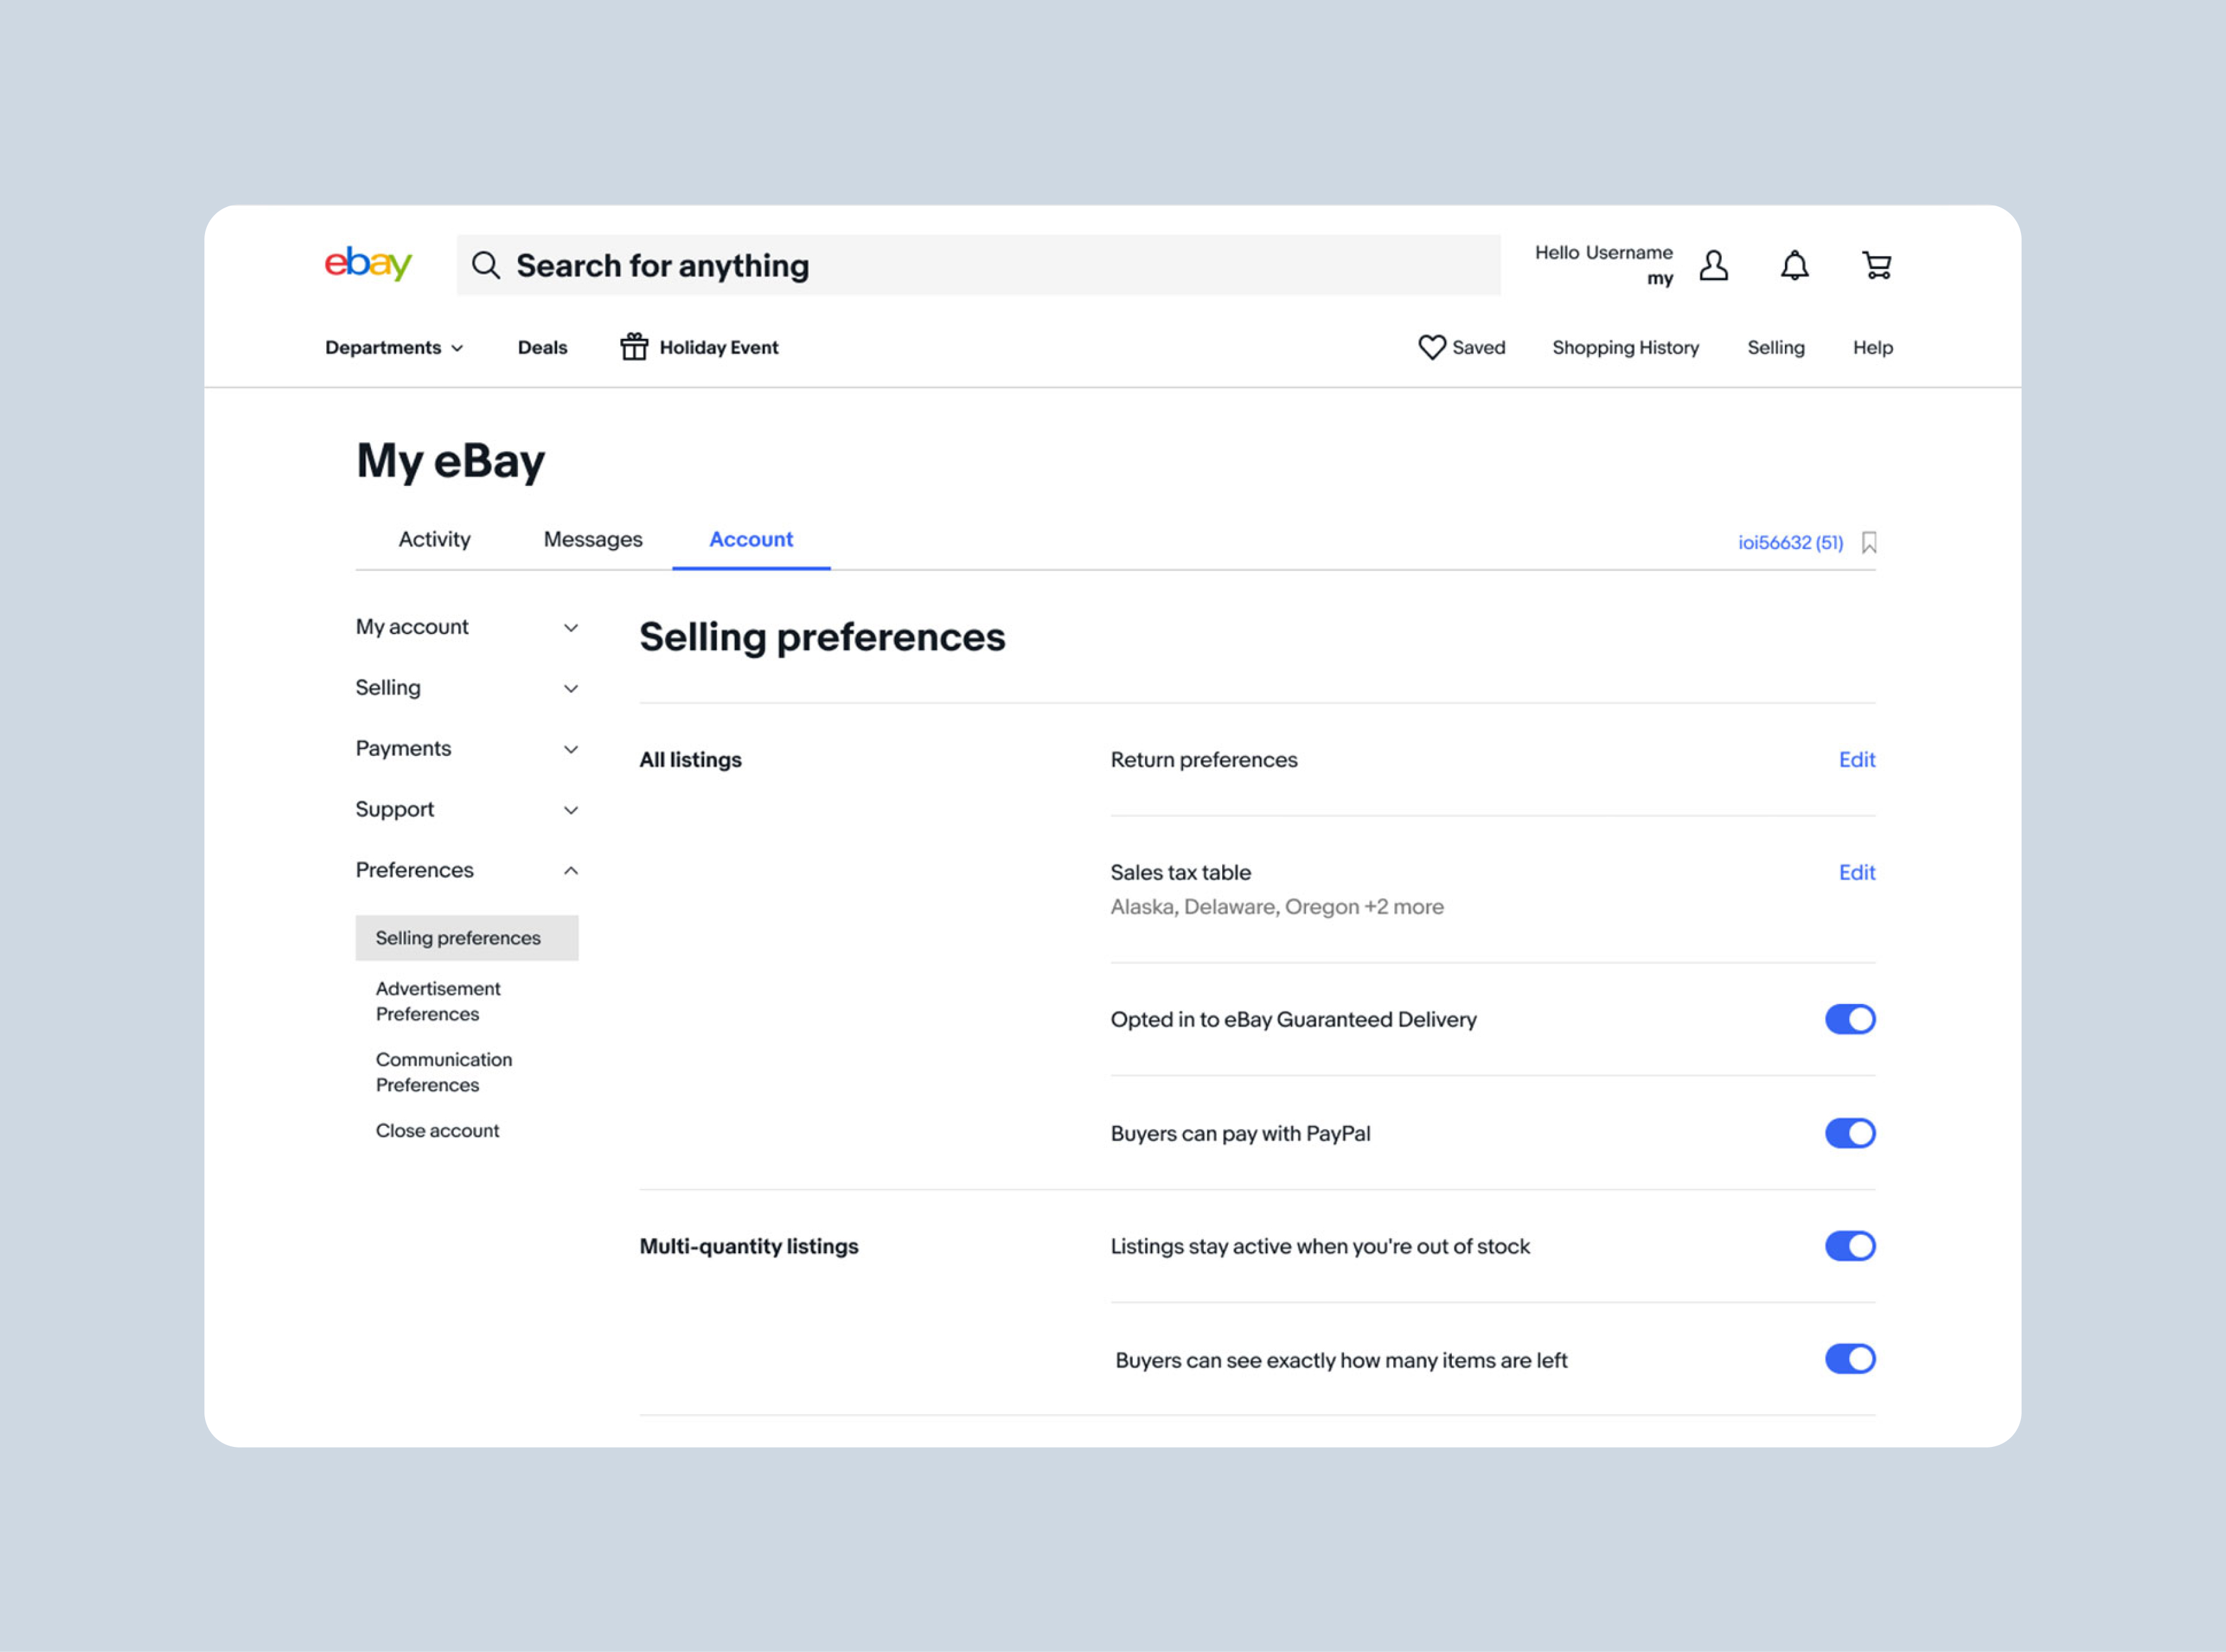 ebay
Search for anything
Hello Username
my
Departments
Deals
Holiday Event
Saved
Shopping History
Selling
Help
My eBay
Activity
Messages
Account
ioi56632 (51)
My account
Selling
Payments
Support
Preferences
Selling preferences
Advertisement
Preferences
Communication
Preferences
Close account
Selling preferences
All listings
Return preferences
Edit
Sales tax table
Edit
Alaska, Delaware, Oregon +2 more
Opted in to eBay Guaranteed Delivery
Buyers can pay with PayPal
Multi-quantity listings
Listings stay active when you're out of stock
Buyers can see exactly how many items are left